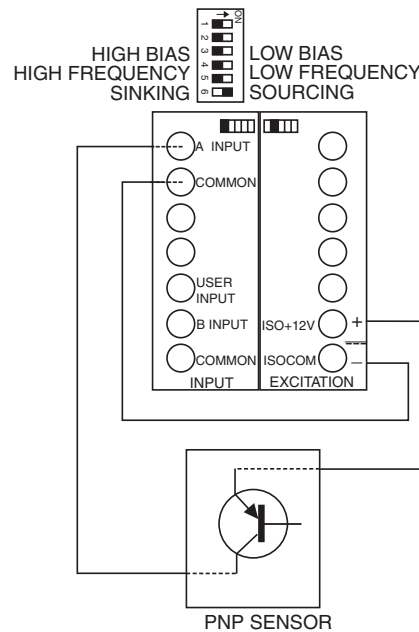 ON
1
2
3
4
5
6
HIGH BIAS LOW BIAS
HIGH FREQUENCY LOW FREQUENCY
SINKING SOURCING
A INPUT
COMMON
USER
INPUT
B INPUT ISO+12V +
COMMON ISOCOM –
INPUT EXCITATION
PNP SENSOR